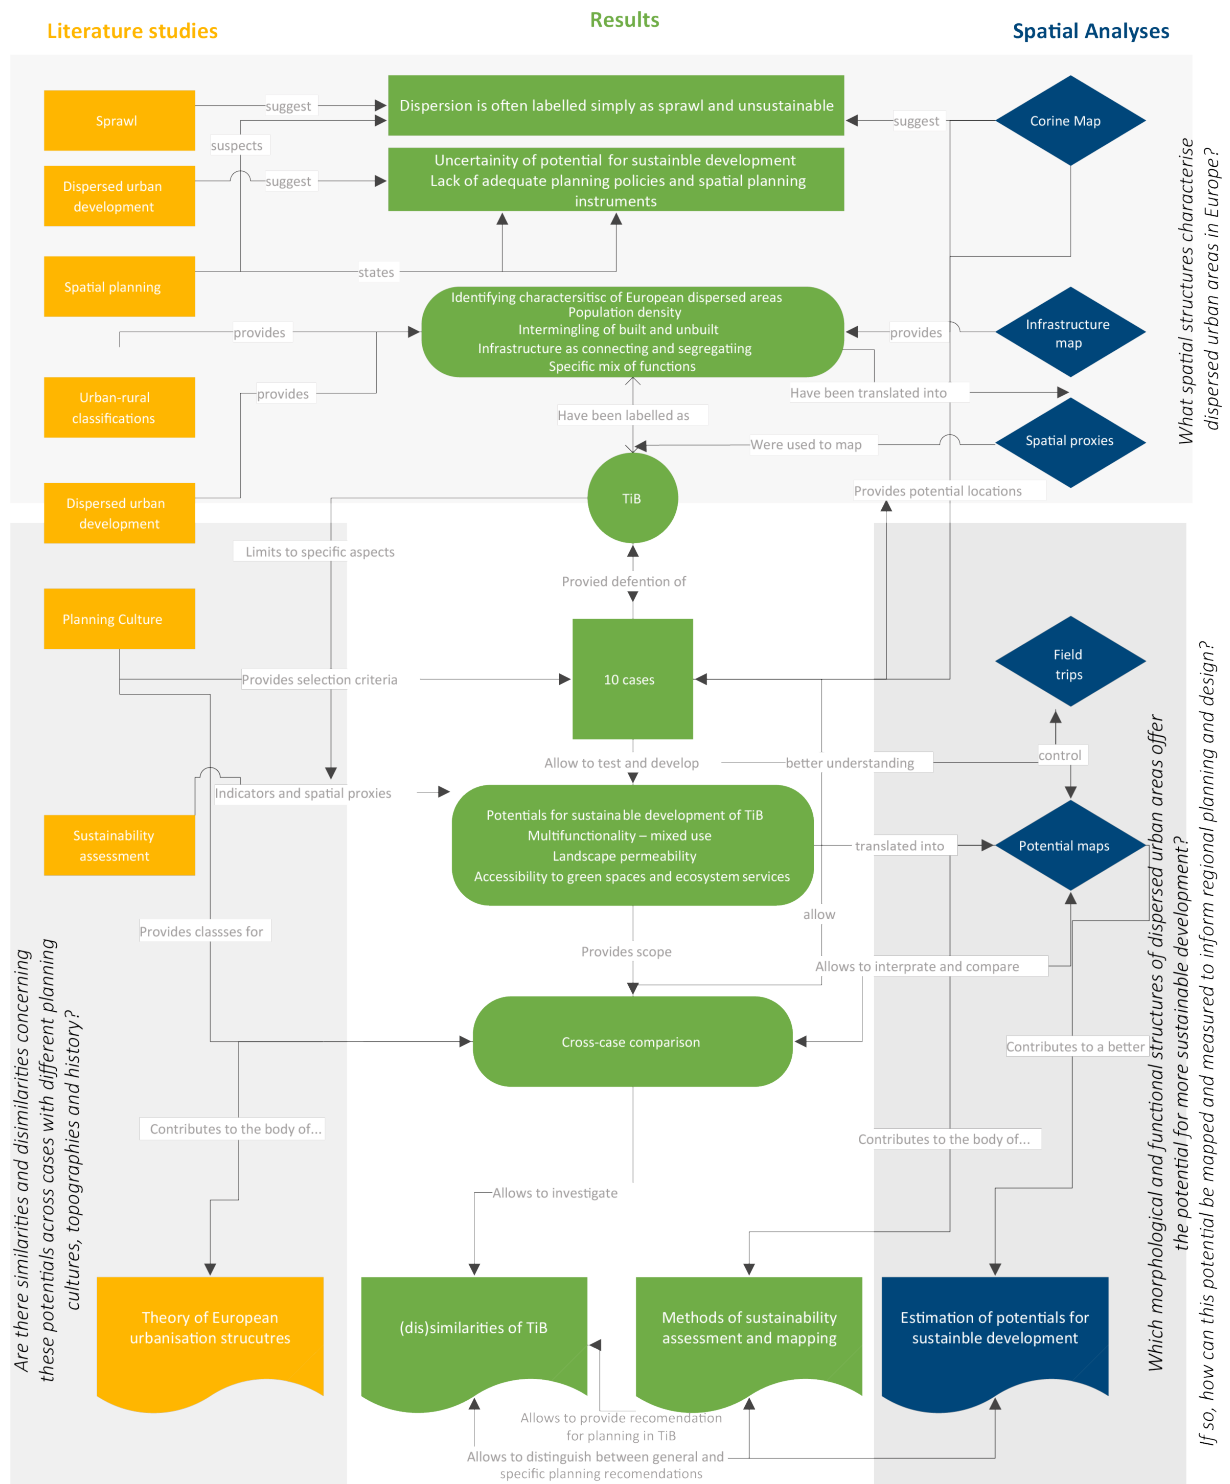 Literature studies
Results
Spatial Analyses
Sprawl
suggest
Dispersion is often labelled simply as sprawl and unsustainable
suggest
Corine Map
suspects
Dispersed urban
development
suggest
Uncertainity of potential for sustainble development
Lack of adequate planning policies and spatial planning
instruments
Spatial planning
states
What spatial structures characterise
dispersed urban areas in Europe?
provides
Identifying charactersitisc of European dispersed areas
Population density
Intermingling of built and unbuilt
Infrastructure as connecting and segregatiing
Specific mix of functions
provides
Infrastructure
map
Urban-rural
classifications
provides
Have been translated into
Have been labelled as
Were used to map
Spatial proxies
Dispersed urban
development
TiB
Provides potential locations
Limits to specific aspects
Provied defention of
Planning Culture
Provides selection criteria
10 cases
Field
trips
Allow to test and develop
better understanding
control
Indicators and spatial proxies
Sustainability
assessment
Potentials for sustainable development of TiB
Multifunctionality – mixed use
Landscape permeability
Accessibility to green spaces and ecosystem services
translated into
Potential maps
allow
Provides classses for
Provides scope
Allows to interprate and compare
Cross-case comparison
Contributes to a better
Contributes to the body of...
Contributes to the body of...
Allows to investigate
Are there similarities and disimilarities concerning
these potentials across cases with different planning
cultures, topographies and history?
Which morphological and functional structures of dispersed urban areas offer
the potential for more sustainable development?
If so, how can this potential be mapped and measured to inform regional planning and design?
Theory of European
urbanisation strucutres
(dis)similarities of TiB
Methods of sustainability
assessment and mapping
Estimation of potentials for
sustainble development
Allows to provide recomendation
for planning in TiB
Allows to distinguish between general and
specific planning recomendations